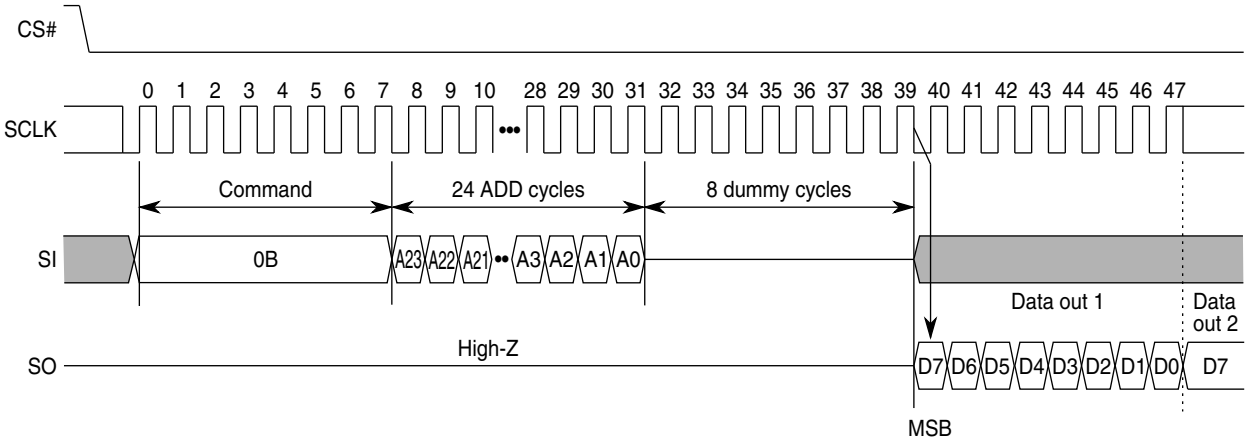 CS#
0 1 2 3 4 5 6 7 8 9 10 28 29 30 31 32 33 34 35 36 37 38 39 40 41 42 43 44 45 46 47
SCLK •••
Command 24 ADD cycles 8 dummy cycles
SI 0B A23 A22 A21 •• A3 A2 A1 A0
Data out 1 Data
out 2
High-Z
SO D7 D6 D5 D4 D3 D2 D1 D0 D7
MSB